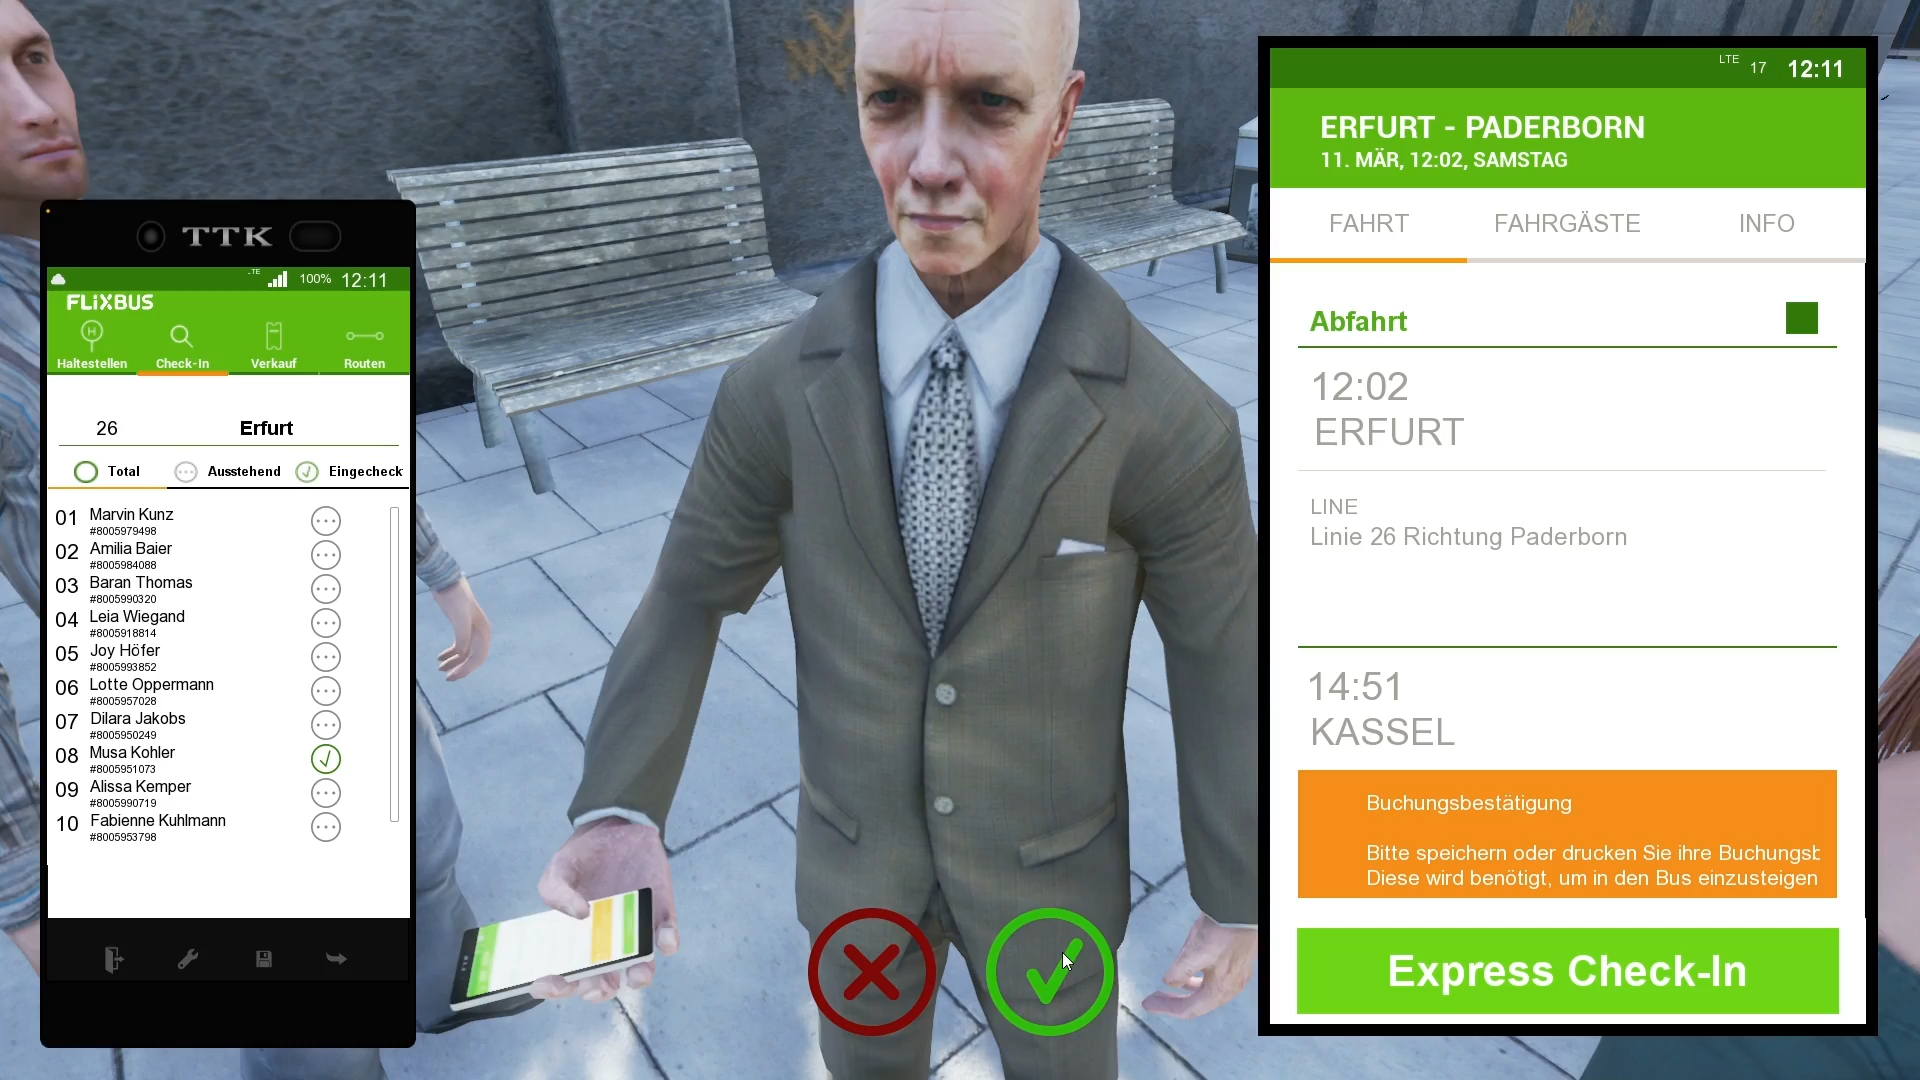 TTK
LTE 100% 12:11
FLiXBUS
Haltestellen Check-In Verkauf Routen
26 Erfurt
Total Ausstehend Eingecheck
01 Marvin Kunz
#8005979498
02 Amilia Baier
#8005984088
03 Baran Thomas
#8005990320
04 Leia Wiegand
#8005918814
05 Joy Höfer
#8005993852
06 Lotte Oppermann
#8005957028
07 Dilara Jakobs
#8005950249
08 Musa Kohler
#8005951073
09 Alissa Kemper
#8005990719
10 Fabienne Kuhlmann
#8005953798
LTE 17 12:11
ERFURT - PADERBORN
11. MÄR, 12:02, SAMSTAG
FAHRT FAHRGÄSTE INFO
Abfahrt
12:02
ERFURT
LINE
Linie 26 Richtung Paderborn
14:51
KASSEL
Buchungsbestätigung
Bitte speichern oder drucken Sie ihre Buchungsb
Diese wird benötigt, um in den Bus einzusteigen
Express Check-In